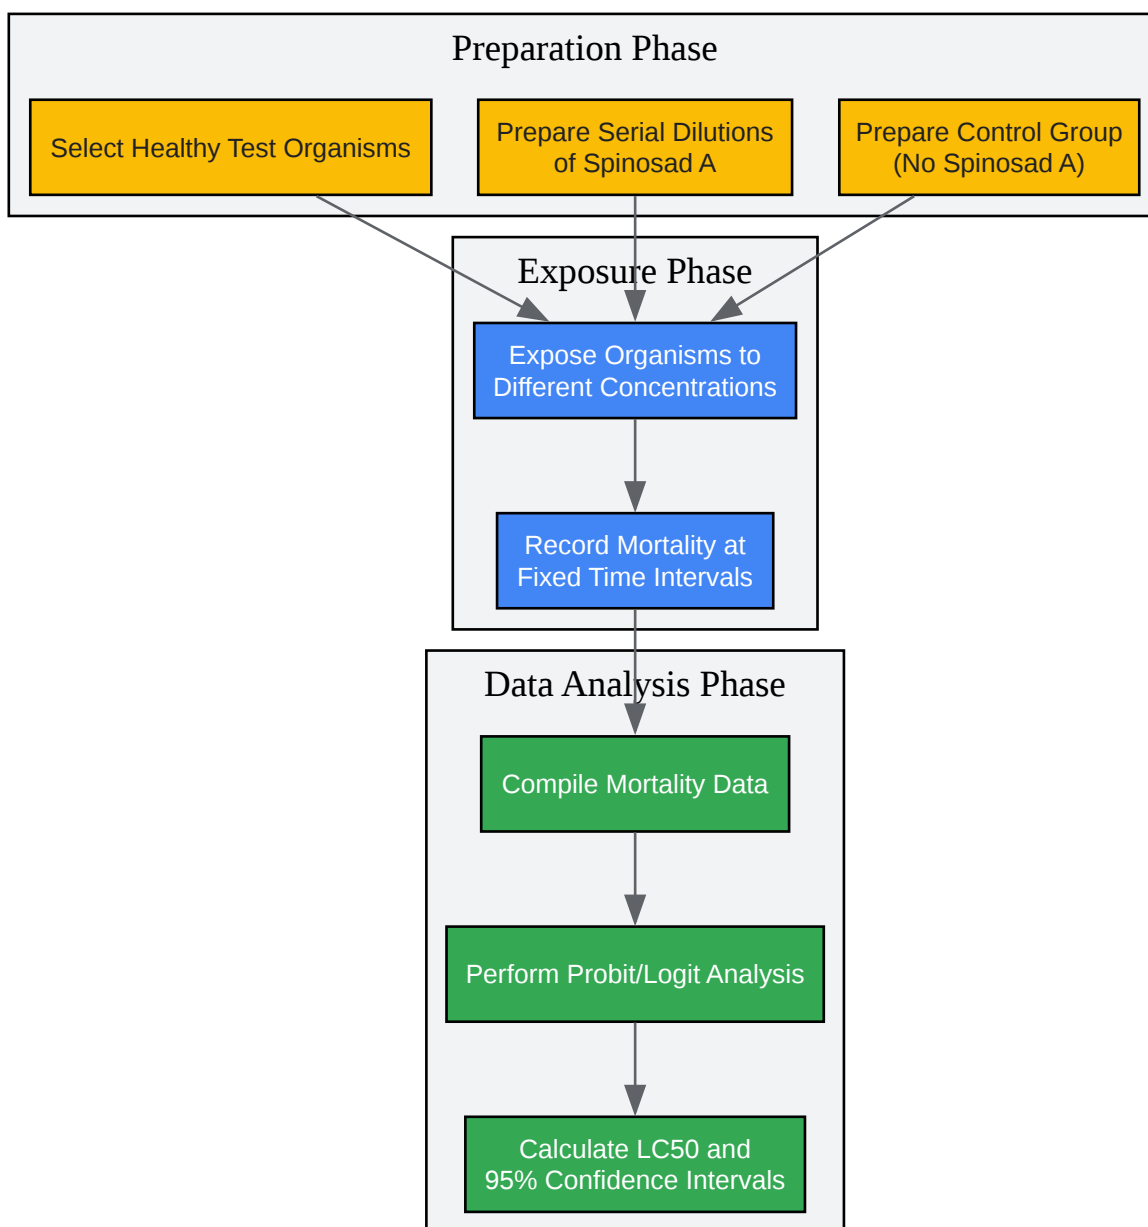 Preparation Phase
Select Healthy Test Organisms
Prepare Serial Dilutions
of Spinosad A
Prepare Control Group
(No Spinosad A)
Exposure Phase
Expose Organisms to
Different Concentrations
Record Mortality at
Fixed Time Intervals
Data Analysis Phase
Compile Mortality Data
Perform Probit/Logit Analysis
Calculate LC50 and
95% Confidence Intervals